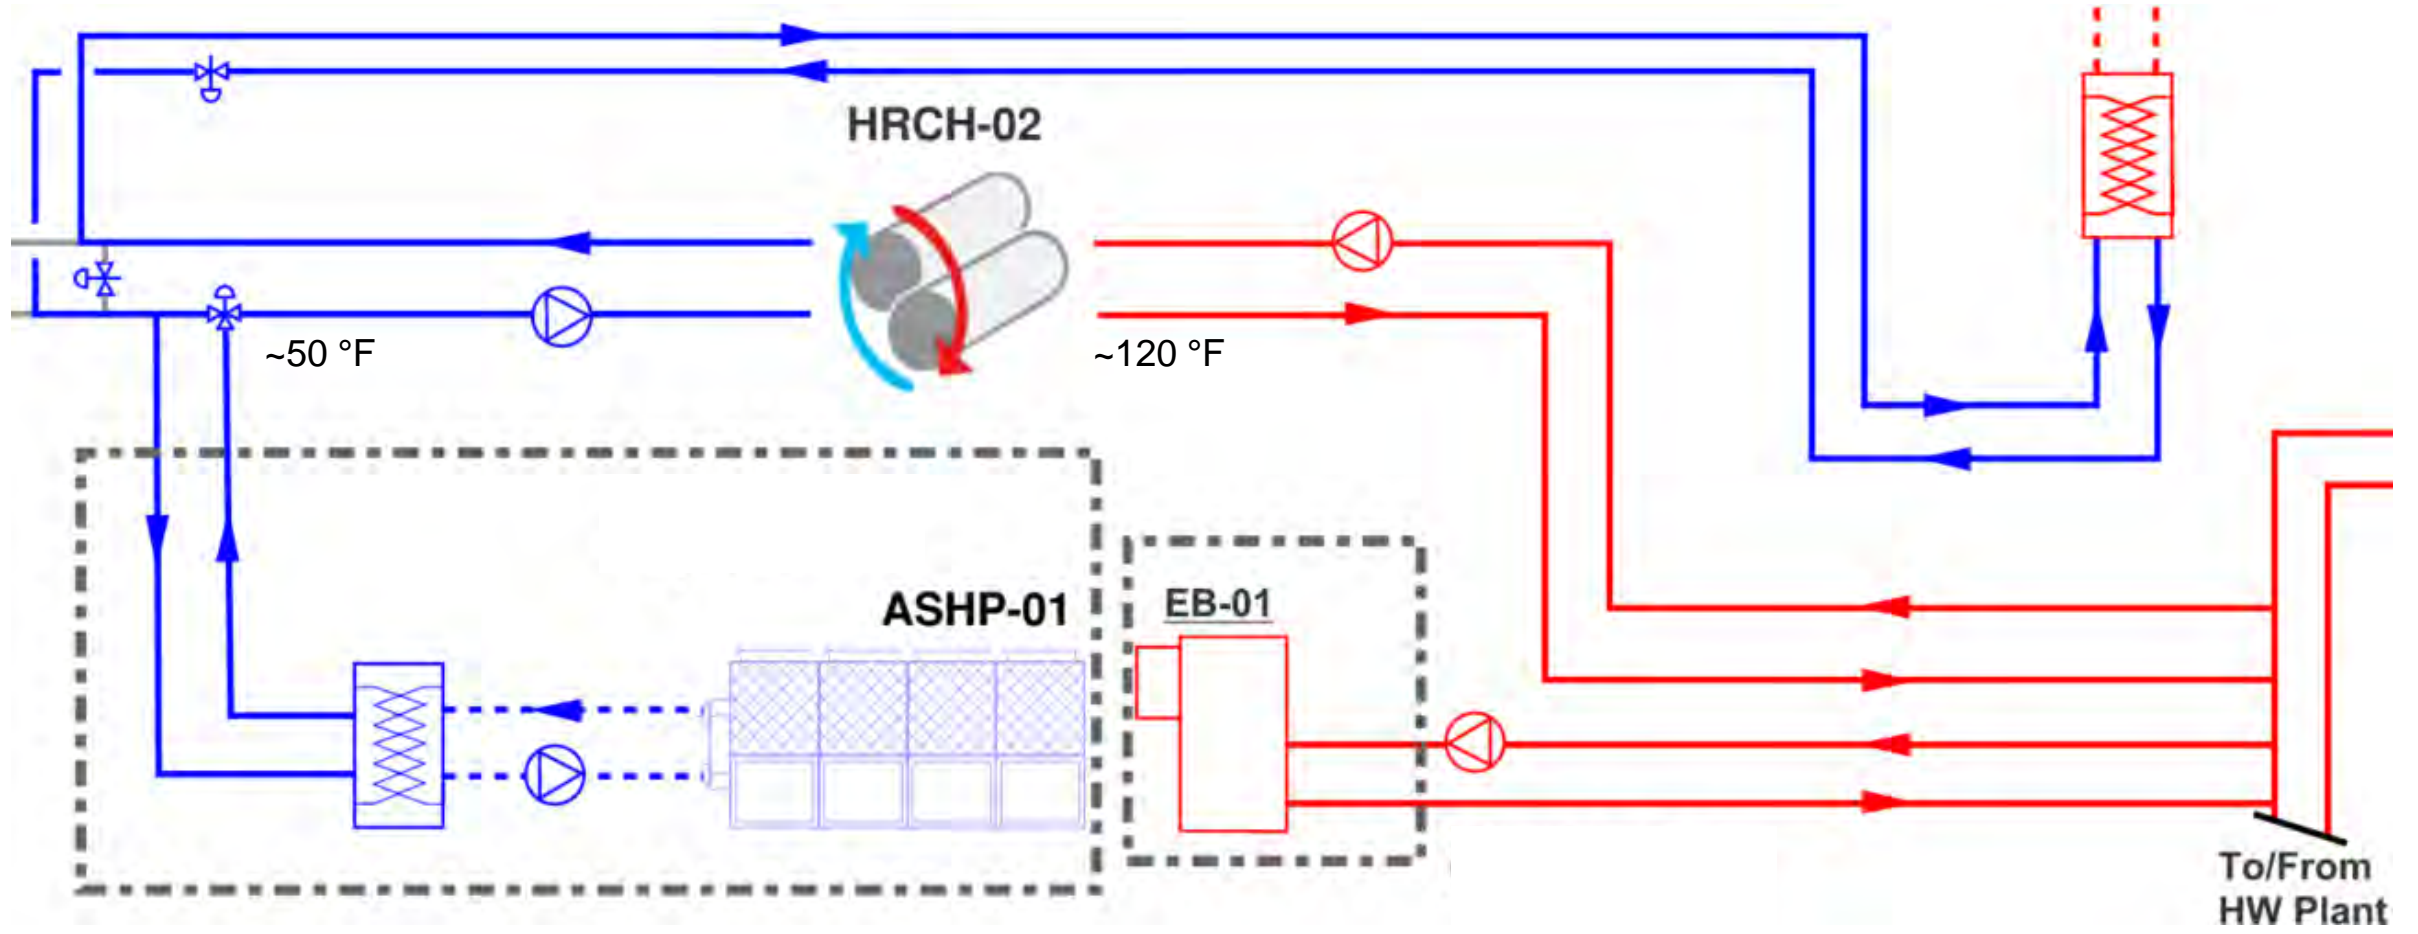 HRCH-02
~50 °F
~120 °F
ASHP-01
EB-01
To/From
HW Plant